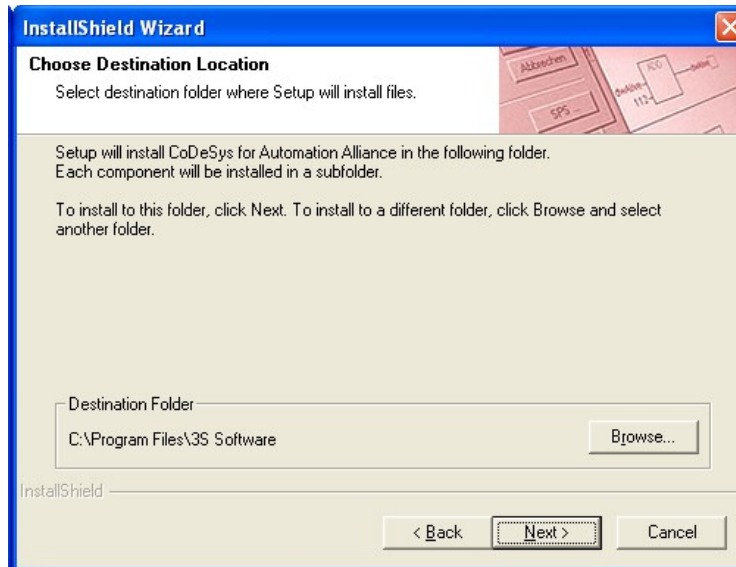 InstallShield Wizard
Choose Destination Location
Select destination folder where Setup will install files.
Abbrechen
SPS ...
ADD
112
Setup will install CoDeSys for Automation Alliance in the following folder.
Each component will be installed in a subfolder.
To install to this folder, click Next. To install to a different folder, click Browse and select
another folder.
Destination Folder
C:\Program Files\3S Software
Browse...
InstallShield
< Back
Next >
Cancel